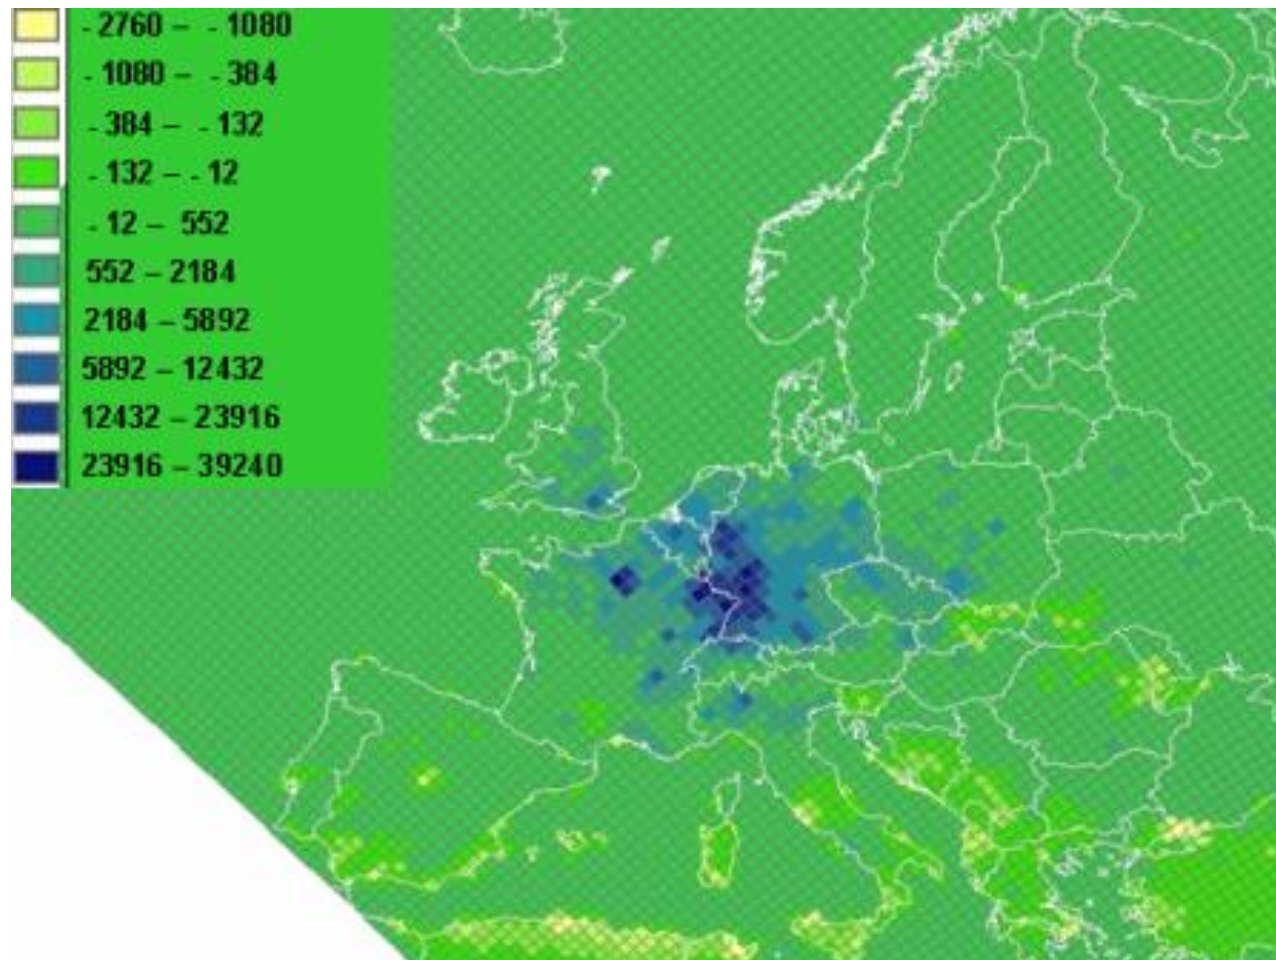 - 2760 – - 1080
- 1080 – - 384
- 384 – - 132
- 132 – - 12
- 12 – 552
552 – 2184
2184 – 5892
5892 – 12432
12432 – 23916
23916 – 39240